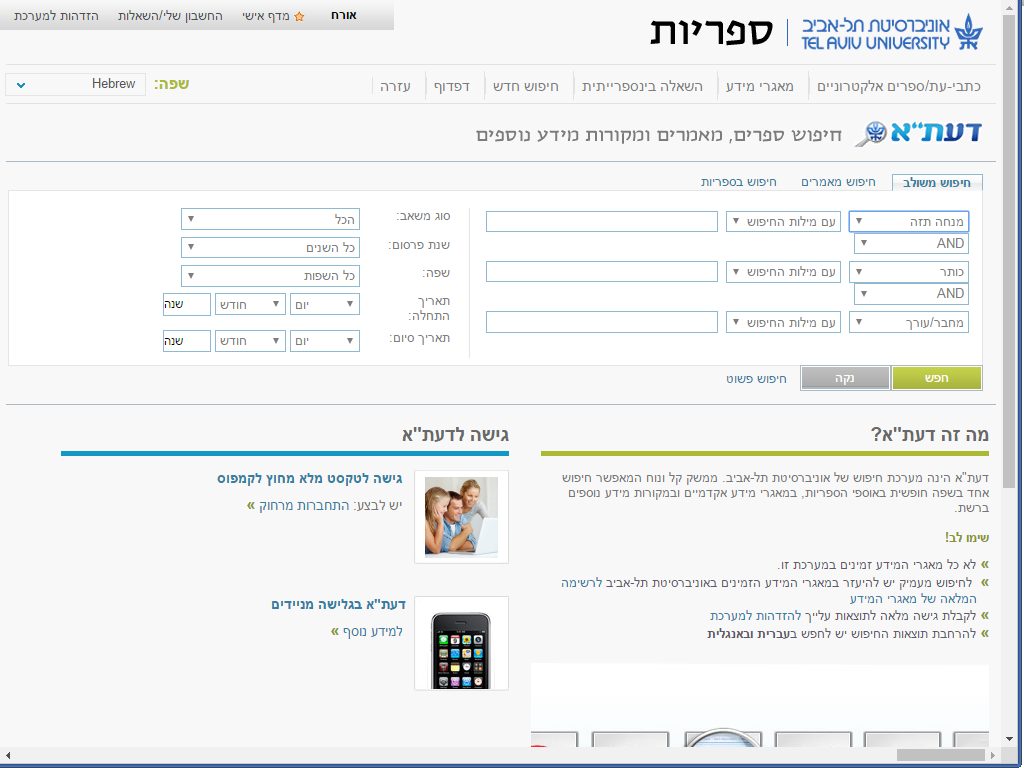 אורח
מדף אישי
החשבון שלי/השאלות
הזדהות למערכת
אוניברסיטת תל-אביב
TEL AVIV UNIVERSITY
ספריות
כתבי-עת/ספרים אלקטרוניים
מאגרי מידע
השאלה בינספרייתית
חיפוש חדש
דפדוף
עזרה
שפה:
Hebrew
דעת"א
חיפוש ספרים, מאמרים ומקורות מידע נוספים
חיפוש משולב
חיפוש מאמרים
חיפוש בספריות
מנחה תזה
עם מילות החיפוש
AND
כותר
עם מילות החיפוש
AND
מחבר/עורך
עם מילות החיפוש
סוג משאב:
הכל
שנת פרסום:
כל השנים
שפה:
כל השפות
תאריך
התחלה:
יום
חודש
שנה
תאריך סיום:
יום
חודש
שנה
חפש
נקה
חיפוש פשוט
מה זה דעת"א?
דעת"א הינה מערכת חיפוש של אוניברסיטת תל-אביב. ממשק קל ונוח המאפשר חיפוש
אחד בשפה חופשית באוספי הספריות, במאגרי מידע אקדמיים ובמקורות מידע נוספים
ברשת.
שימו לב!
» לא כל מאגרי המידע זמינים במערכת זו.
» לחיפוש מעמיק יש להיעזר במאגרי המידע הזמינים באוניברסיטת תל-אביב לרשימה
המלאה של מאגרי המידע
» לקבלת גישה מלאה לתוצאות עלייך להזדהות למערכת
» להרחבת תוצאות החיפוש יש לחפש בעברית ובאנגלית
גישה לדעת"א
גישה לטקסט מלא מחוץ לקמפוס
יש לבצע: התחברות מרחוק »
דעת"א בגלישה מניידים
למידע נוסף »